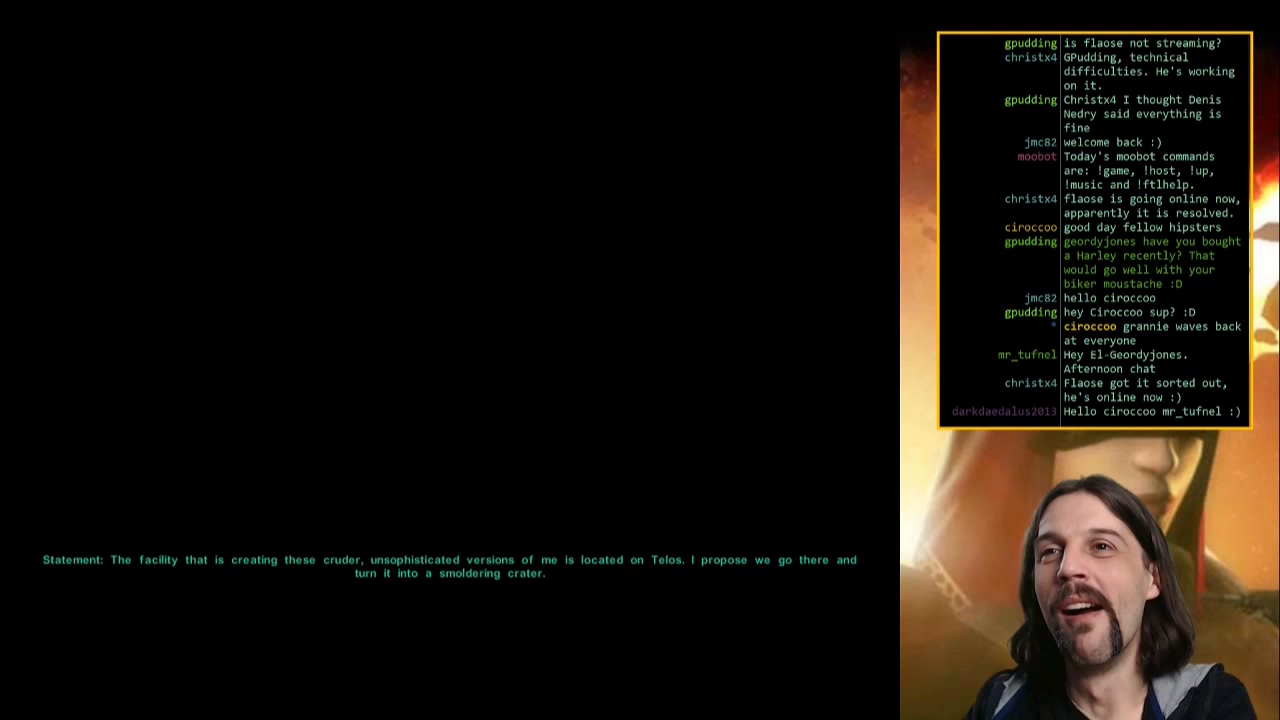 gpudding is flaose not streaming?
christx4 GPudding, technical
difficulties. He's working
on it.
gpudding Christx4 I thought Denis
Nedry said everything is
fine
jmc82 welcome back :)
moobot Today's moobot commands
are: !game, !host, !up,
!music and !ftlhelp.
christx4 flaose is going online now,
apparently it is resolved.
ciroccoo good day fellow hipsters
gpudding geordyjones have you bought
a Harley recently? That
would go well with your
biker moustache :D
jmc82 hello ciroccoo
gpudding hey Ciroccoo sup? :D
* ciroccoo grannie waves back
at everyone
mr_tufnel Hey El-Geordyjones.
Afternoon chat
christx4 Flaose got it sorted out,
he's online now :)
darkdaedalus2013 Hello ciroccoo mr_tufnel :)
Statement: The facility that is creating these cruder, unsophisticated versions of me is located on Telos. I propose we go there and
turn it into a smoldering crater.